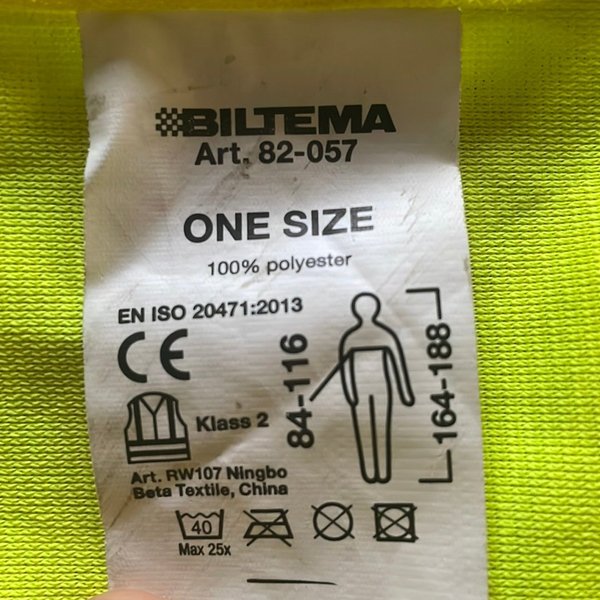 BILTEMA
Art. 82-057
ONE SIZE
100% polyester
EN ISO 20471:2013
CE
84-116
164-188
Klass 2
Art. RW107 Ningbo
Beta Textile, China
40
Max 25x